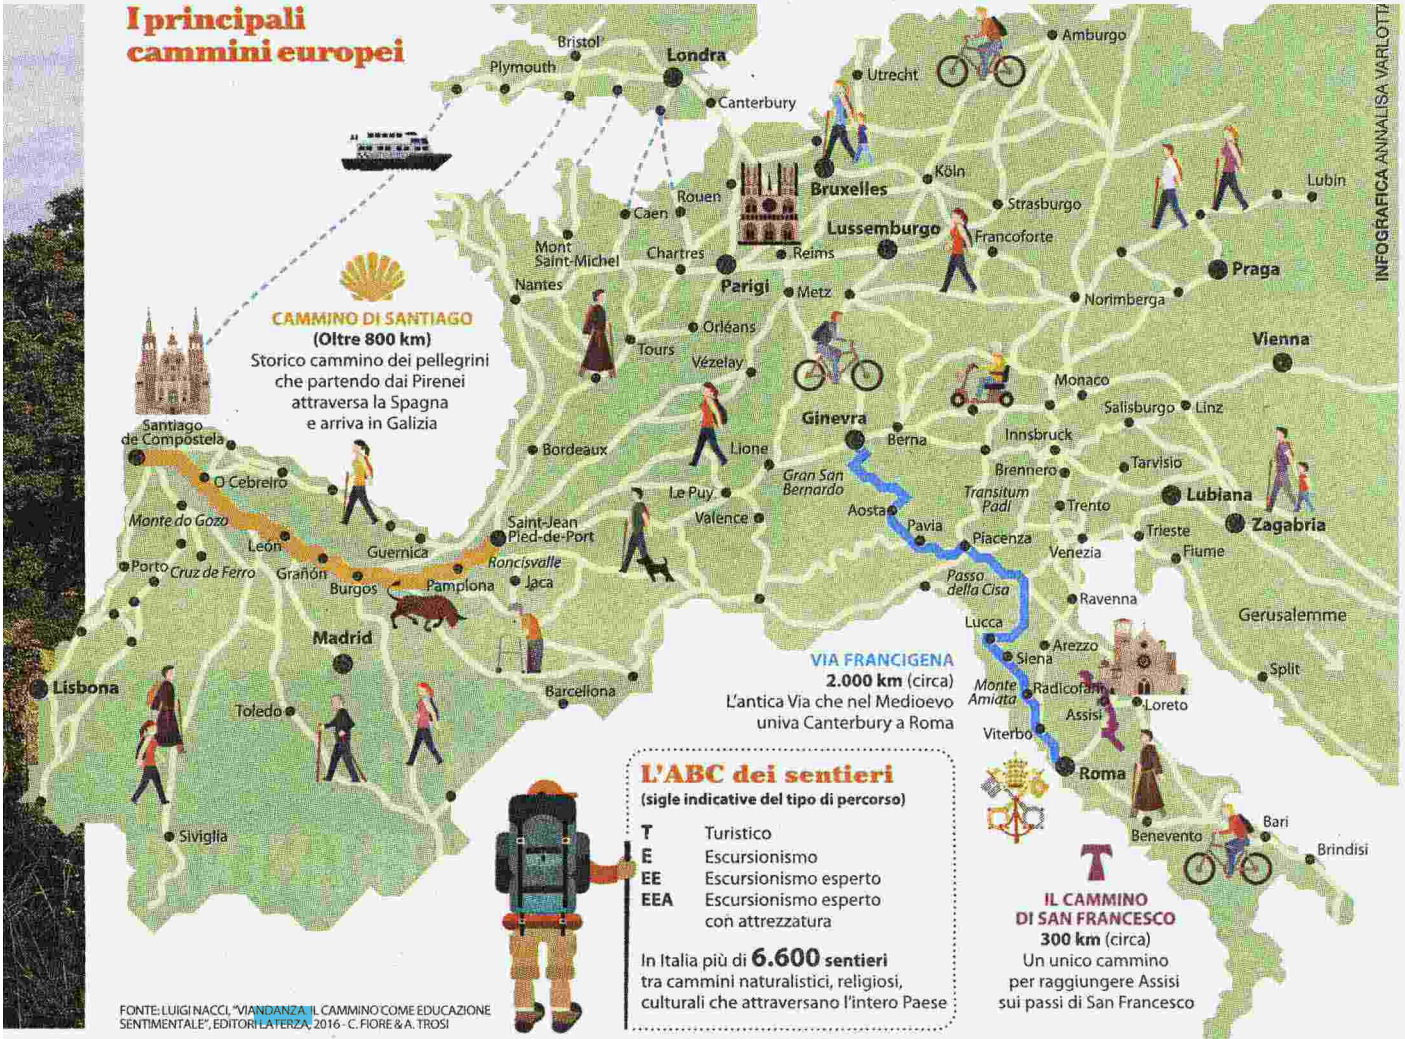 I principali
cammini europei
Bristol
Plymouth
Londra
Canterbury
Utrecht
Amburgo
Bruxelles
Köln
Strasburgo
Lubin
Lussemburgo
Francoforte
Praga
Norimberga
Caen
Rouen
Mont
Saint-Michel
Chartres
Reims
Parigi
Metz
Nantes
Orléans
Tours
Vézelay
Vienna
Monaco
Salisburgo
Linz
CAMMINO DI SANTIAGO
(Oltre 800 km)
Storico cammino dei pellegrini
che partendo dai Pirenei
attraversa la Spagna
e arriva in Galizia
Santiago
de Compostela
O Cebreiro
Monte do Gozo
Porto
Cruz de Ferro
León
Grañón
Burgos
Guernica
Pamplona
Saint-Jean
Pied-de-Port
Roncisvalle
Jaca
Bordeaux
Lione
Le Puy
Valence
Ginevra
Berna
Gran San
Bernardo
Aosta
Pavia
Piacenza
Innsbruck
Brennero
Transitum
Padi
Trento
Tarvisio
Lubiana
Zagabria
Trieste
Fiume
Venezia
Passo
della Cisa
Ravenna
Lucca
Arezzo
Siena
Monte
Amiata
Radicofani
Assisi
Loreto
Viterbo
Roma
Gerusalemme
Split
Madrid
Lisbona
Toledo
Barcellona
Siviglia
Benevento
Bari
Brindisi
VIA FRANCIGENA
2.000 km (circa)
L'antica Via che nel Medioevo
univa Canterbury a Roma
L'ABC dei sentieri
(sigle indicative del tipo di percorso)
T Turistico
E Escursionismo
EE Escursionismo esperto
EEA Escursionismo esperto
con attrezzatura
In Italia più di 6.600 sentieri
tra cammini naturalistici, religiosi,
culturali che attraversano l'intero Paese
IL CAMMINO
DI SAN FRANCESCO
300 km (circa)
Un unico cammino
per raggiungere Assisi
sui passi di San Francesco
FONTE: LUIGI NACCI, "VIANDANZA. IL CAMMINO COME EDUCAZIONE
SENTIMENTALE", EDITORI LATERZA, 2016 - C. FIORE & A. TROSI
INFOGRAFICA ANNALISA VARLOTTA